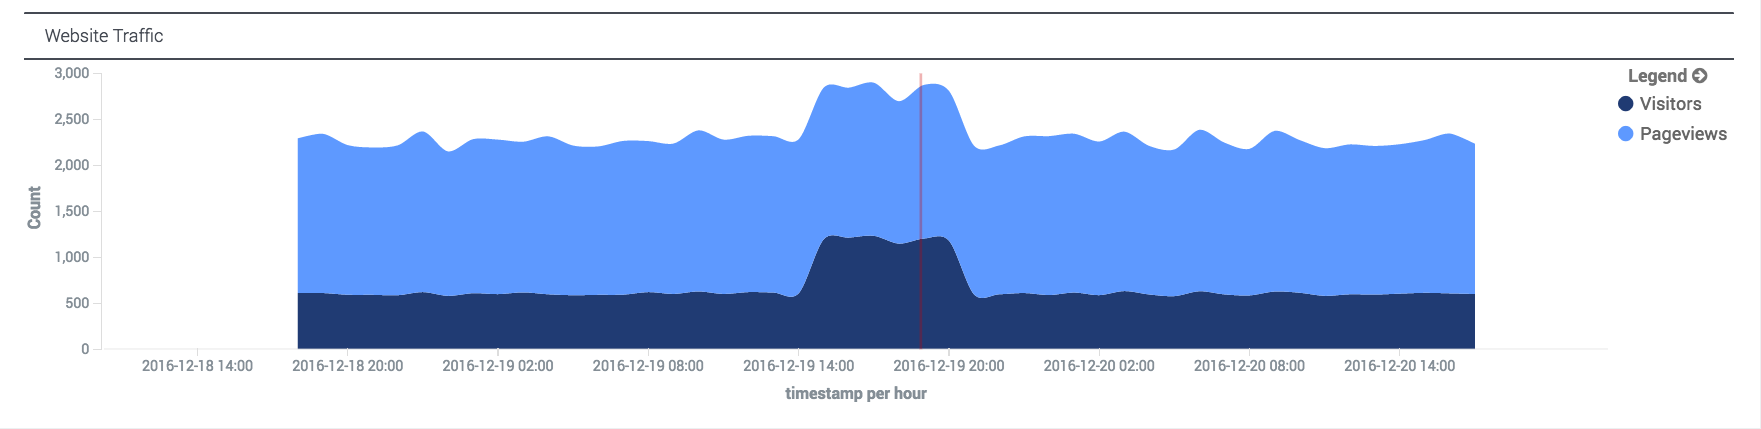 Website Traffic
3,000
2,500
2,000
1,500
1,000
500
0
Count
2016-12-18 14:00
2016-12-18 20:00
2016-12-19 02:00
2016-12-19 08:00
2016-12-19 14:00
2016-12-19 20:00
2016-12-20 02:00
2016-12-20 08:00
2016-12-20 14:00
timestamp per hour
Legend
Visitors
Pageviews